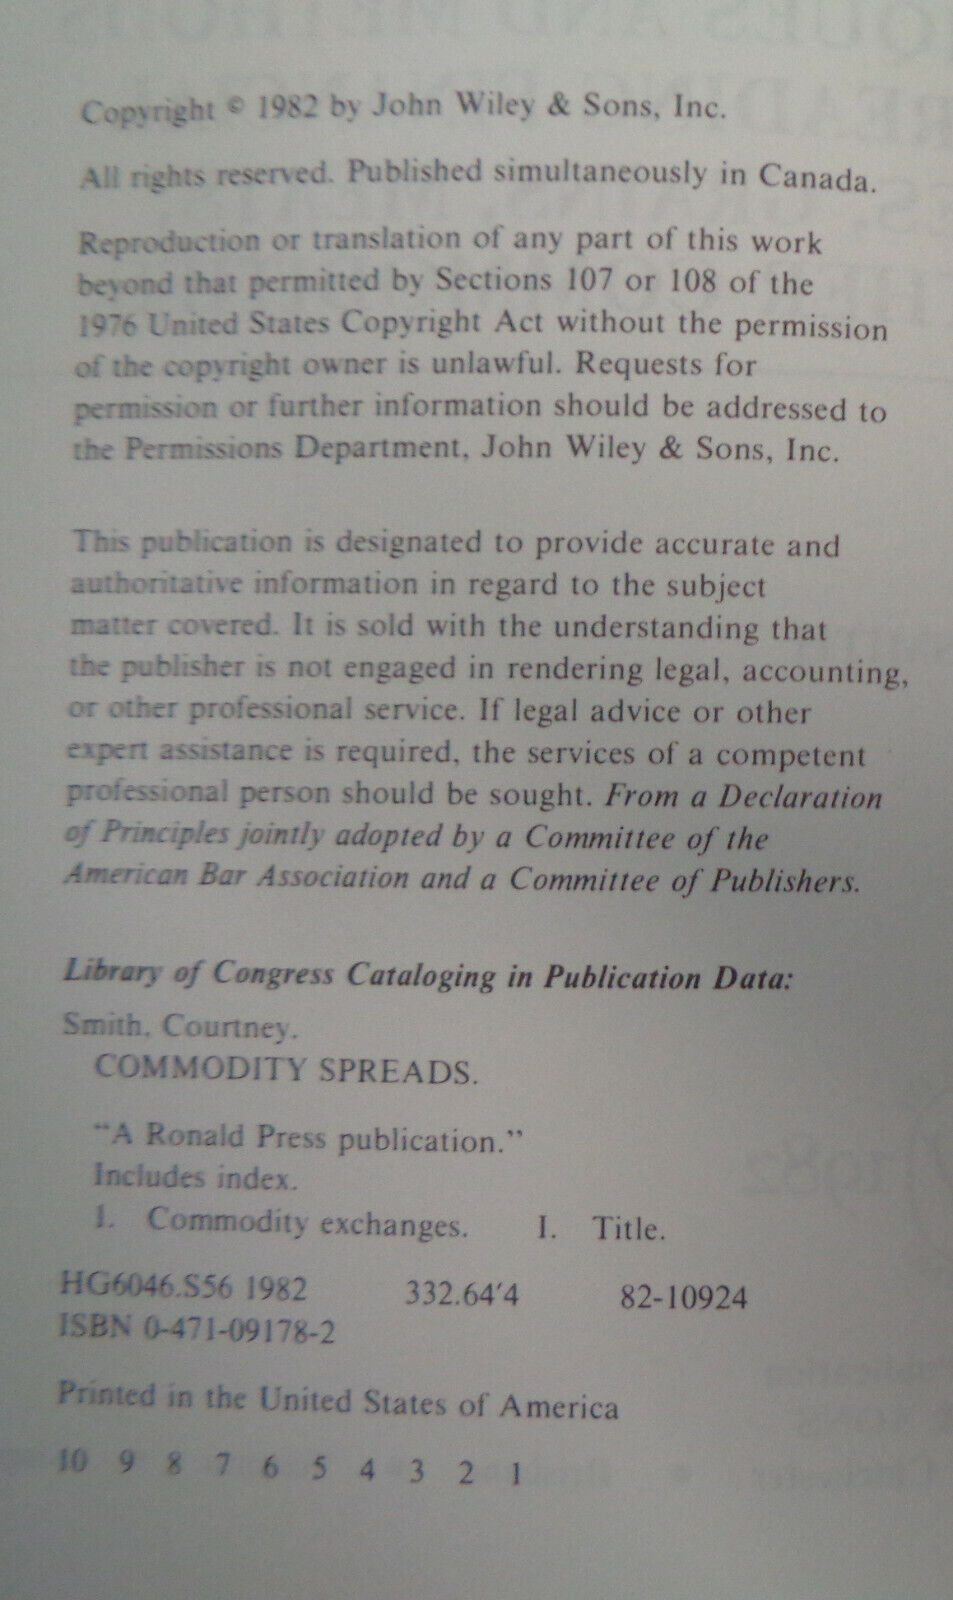 Copyright © 1982 by John Wiley & Sons, Inc.
All rights reserved. Published simultaneously in Canada.
Reproduction or translation of any part of this work
beyond that permitted by Sections 107 or 108 of the
1976 United States Copyright Act without the permission
of the copyright owner is unlawful. Requests for
permission or further information should be addressed to
the Permissions Department, John Wiley & Sons, Inc.
This publication is designated to provide accurate and
authoritative information in regard to the subject
matter covered. It is sold with the understanding that
the publisher is not engaged in rendering legal, accounting,
or other professional service. If legal advice or other
expert assistance is required, the services of a competent
professional person should be sought. From a Declaration
of Principles jointly adopted by a Committee of the
American Bar Association and a Committee of Publishers.
Library of Congress Cataloging in Publication Data:
Smith, Courtney.
COMMODITY SPREADS.
"A Ronald Press publication."
Includes index.
1. Commodity exchanges. I. Title.
HG6046.S56 1982 332.64'4 82-10924
ISBN 0-471-09178-2
Printed in the United States of America
10 9 8 7 6 5 4 3 2 1